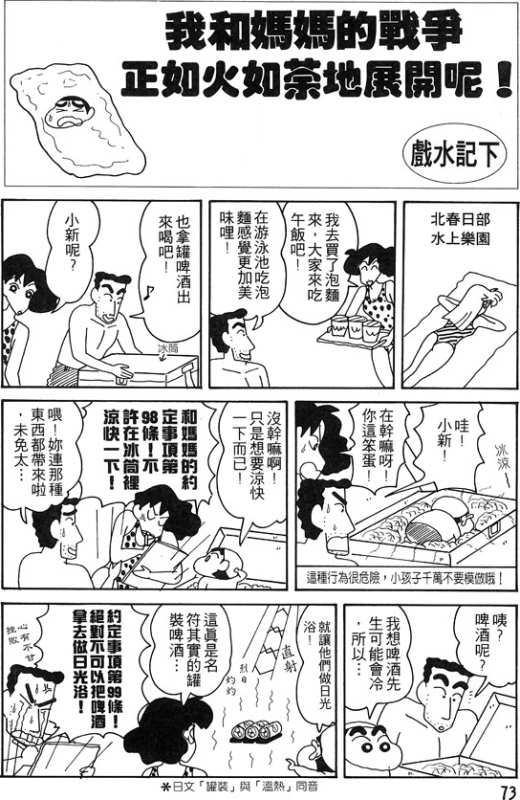 我和媽媽的戰爭
正如火如荼地展開呢！
戲水記下
北春日部
水上樂園
我去買了泡麵
來，大家來吃
午飯吧！
在游泳池吃泡
麵感覺更加美
味哩！
也拿罐啤酒出
來喝吧！
冰筒
小新呢？
哇！
小新！
冰涼
在幹嘛呀！
你這笨蛋！
這種行為很危險，小孩子千萬不要模倣哦！
沒幹嘛啊！
只是想要涼快
一下而已！
和媽媽的約
定事項第
98條！不
許在冰筒裡
涼快一下！
喂！妳連那種
東西都帶來啦
，未免太…
咦？
啤酒呢？
我想啤酒先
生可能會冷
，所以…
就讓他們做日光
浴！
直射
烈日
灼灼
這真是名
符其實的罐
裝啤酒…
約定事項第99條！
絕對不可以把啤酒
拿去做日光浴！
心有不甘
挫敗
＊日文「罐裝」與「溫熱」同音
73